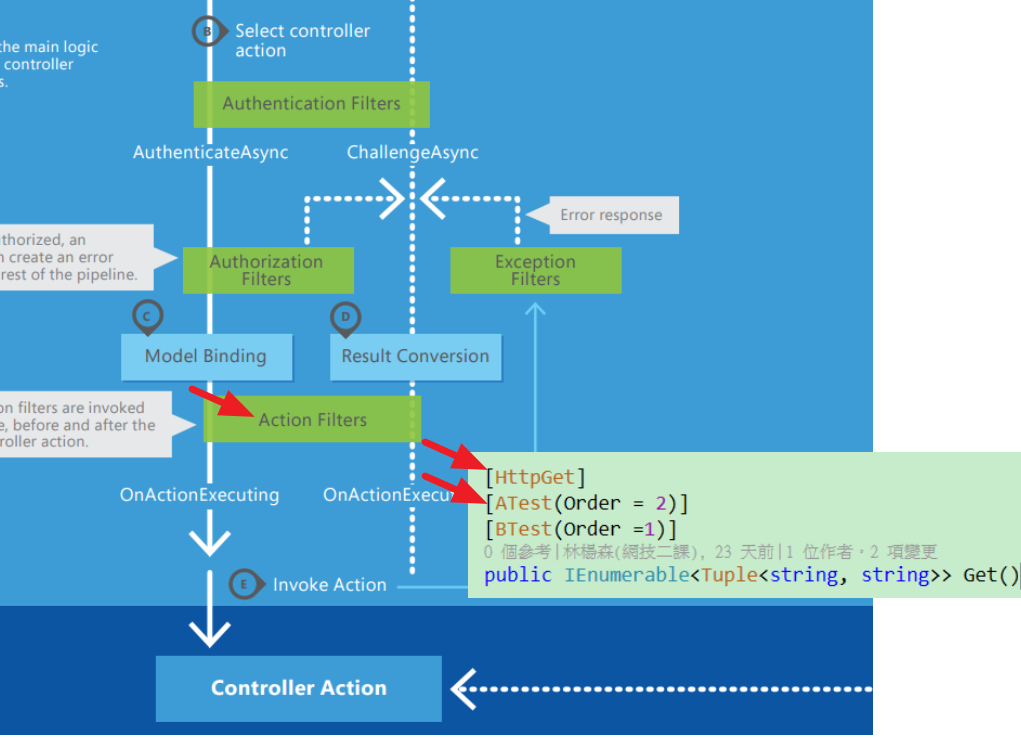 B
Select controller
action
the main logic
controller
s.
Authentication Filters
AuthenticateAsync
ChallengeAsync
Error response
thorized, an
n create an error
rest of the pipeline.
Authorization
Filters
Exception
Filters
C
D
Model Binding
Result Conversion
on filters are invoked
e, before and after the
roller action.
Action Filters
OnActionExecuting
OnActionExecu
[HttpGet]
[ATest(Order = 2)]
[BTest(Order =1)]
0 個參考|林楊森(網技二課), 23 天前|1 位作者，2 項變更
public IEnumerable<Tuple<string, string>> Get()
E
Invoke Action
Controller Action